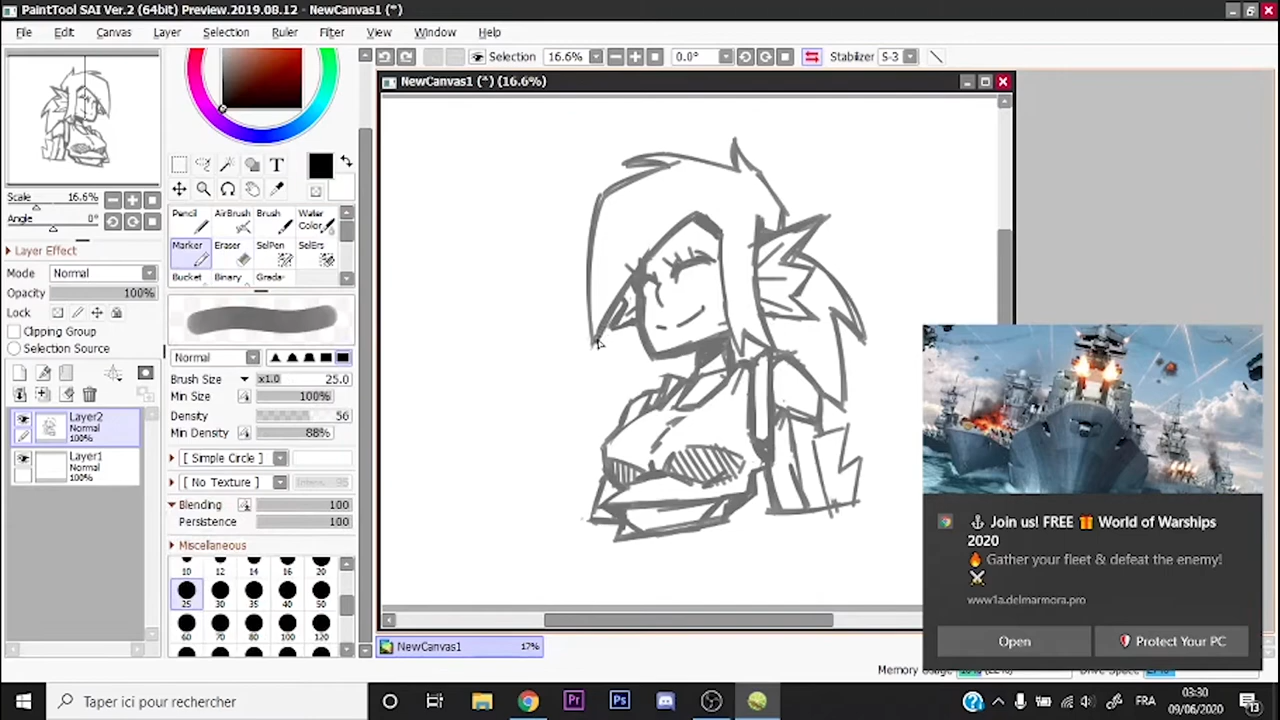 PaintTool SAI Ver.2 (64bit) Preview.2019.08.12 - NewCanvas1 (*)
File Edit Canvas Layer Selection Ruler Filter View Window Help
Selection 16.6% 0.0° Stabilizer S-3
NewCanvas1 (*) (16.6%)
Scale 16.6%
Angle 0°
Layer Effect
Mode Normal
Opacity 100%
Lock
Clipping Group
Selection Source
Layer2
Normal
100%
Layer1
Normal
100%
T
Pencil AirBrush Brush Water Color
Marker Eraser SelPen SelErs
Bucket Binary Grada
Normal
Brush Size x1.0 25.0
Min Size 100%
Density 56
Min Density 88%
[ Simple Circle ]
[ No Texture ] Intens. 95
Blending 100
Persistence 100
Miscellaneous
10 12 14 16 20
25 30 35 40 50
60 70 80 100 120
NewCanvas1 17%
Join us! FREE 🎁 World of Warships
2020
🔥 Gather your fleet & defeat the enemy!
⚔
www1a.delmarmora.pro
Open Protect Your PC
Memory
Taper ici pour rechercher
Pr Ps
FRA
03:30
09/06/2020
13